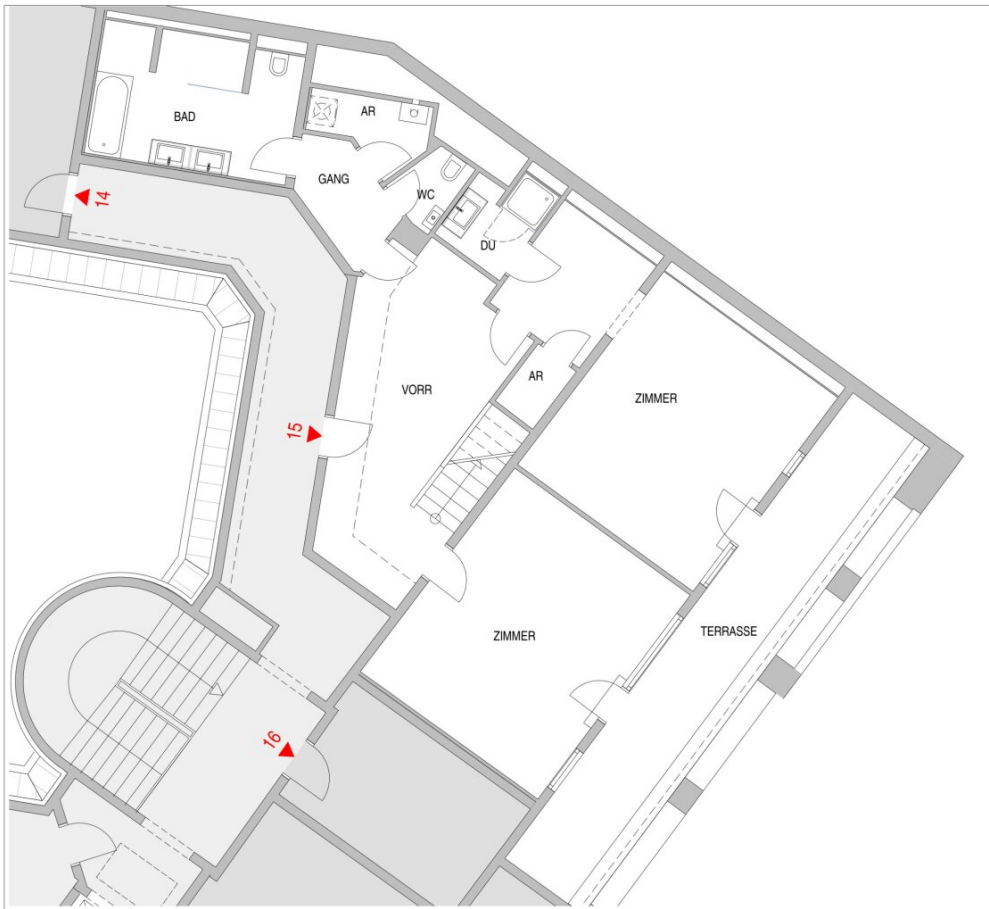 BAD
AR
GANG
WC
DU
14
VORR
AR
ZIMMER
15
ZIMMER
TERRASSE
16